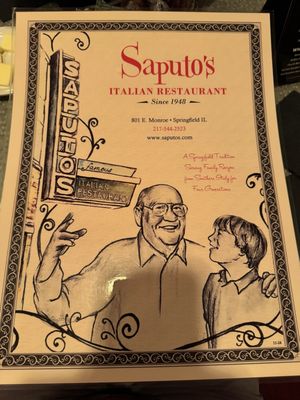 Saputo's
ITALIAN RESTAURANT
Since 1948
801 E. Monroe • Springfield IL
217-544-2523
www.saputos.com
A Springfield Tradition
Serving Family Recipes
from Southern Italy for
Four Generations
SAPUTO'S
Famous
ITALIAN RESTAURANT